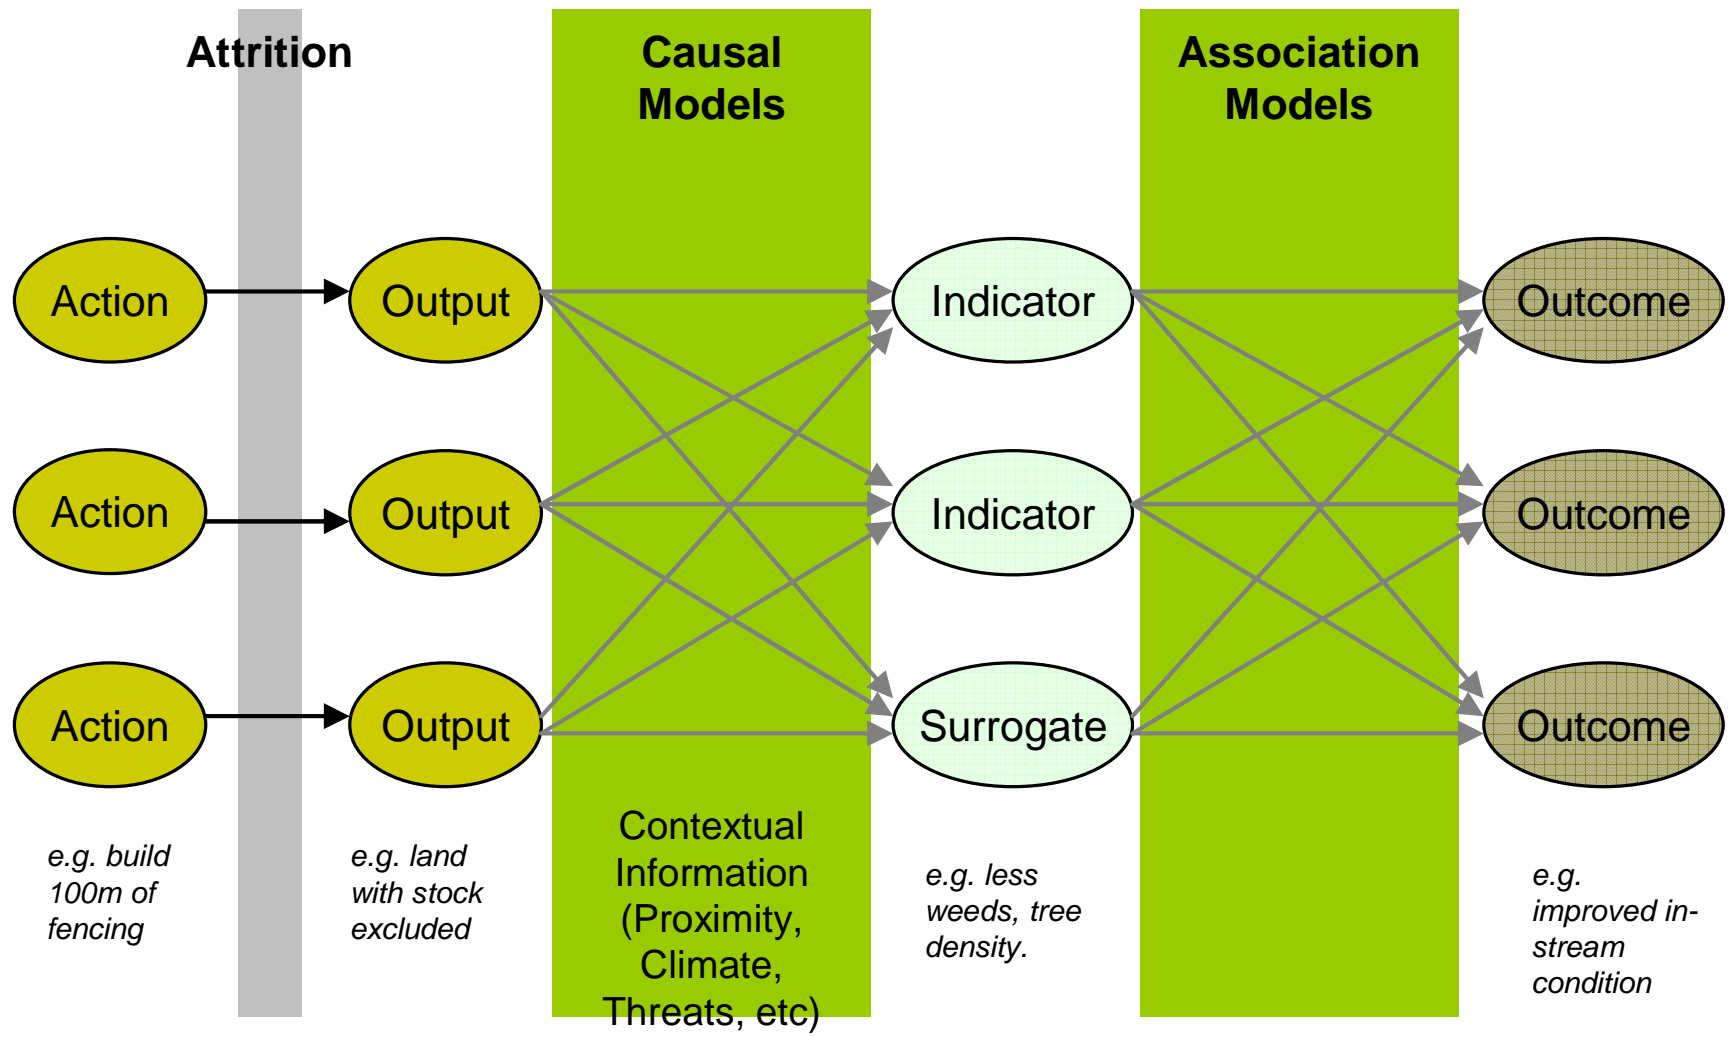 Attrition
Causal
Models
Association
Models
Action
Output
Indicator
Outcome
Action
Output
Indicator
Outcome
Action
Output
Surrogate
Outcome
e.g. build
100m of
fencing
e.g. land
with stock
excluded
Contextual
Information
(Proximity,
Climate,
Threats, etc)
e.g. less
weeds, tree
density.
e.g.
improved in-
stream
condition